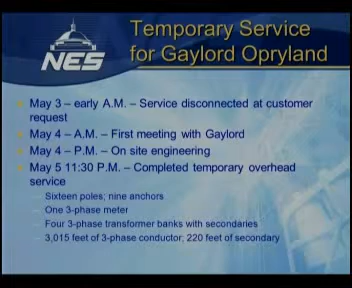 NES
Temporary Service
for Gaylord Opryland
May 3 – early A.M. – Service disconnected at customer
request
May 4 – A.M. – First meeting with Gaylord
May 4 – P.M. – On site engineering
May 5 11:30 P.M. – Completed temporary overhead
service
– Sixteen poles; nine anchors
– One 3-phase meter
– Four 3-phase transformer banks with secondaries
– 3,015 feet of 3-phase conductor; 220 feet of secondary